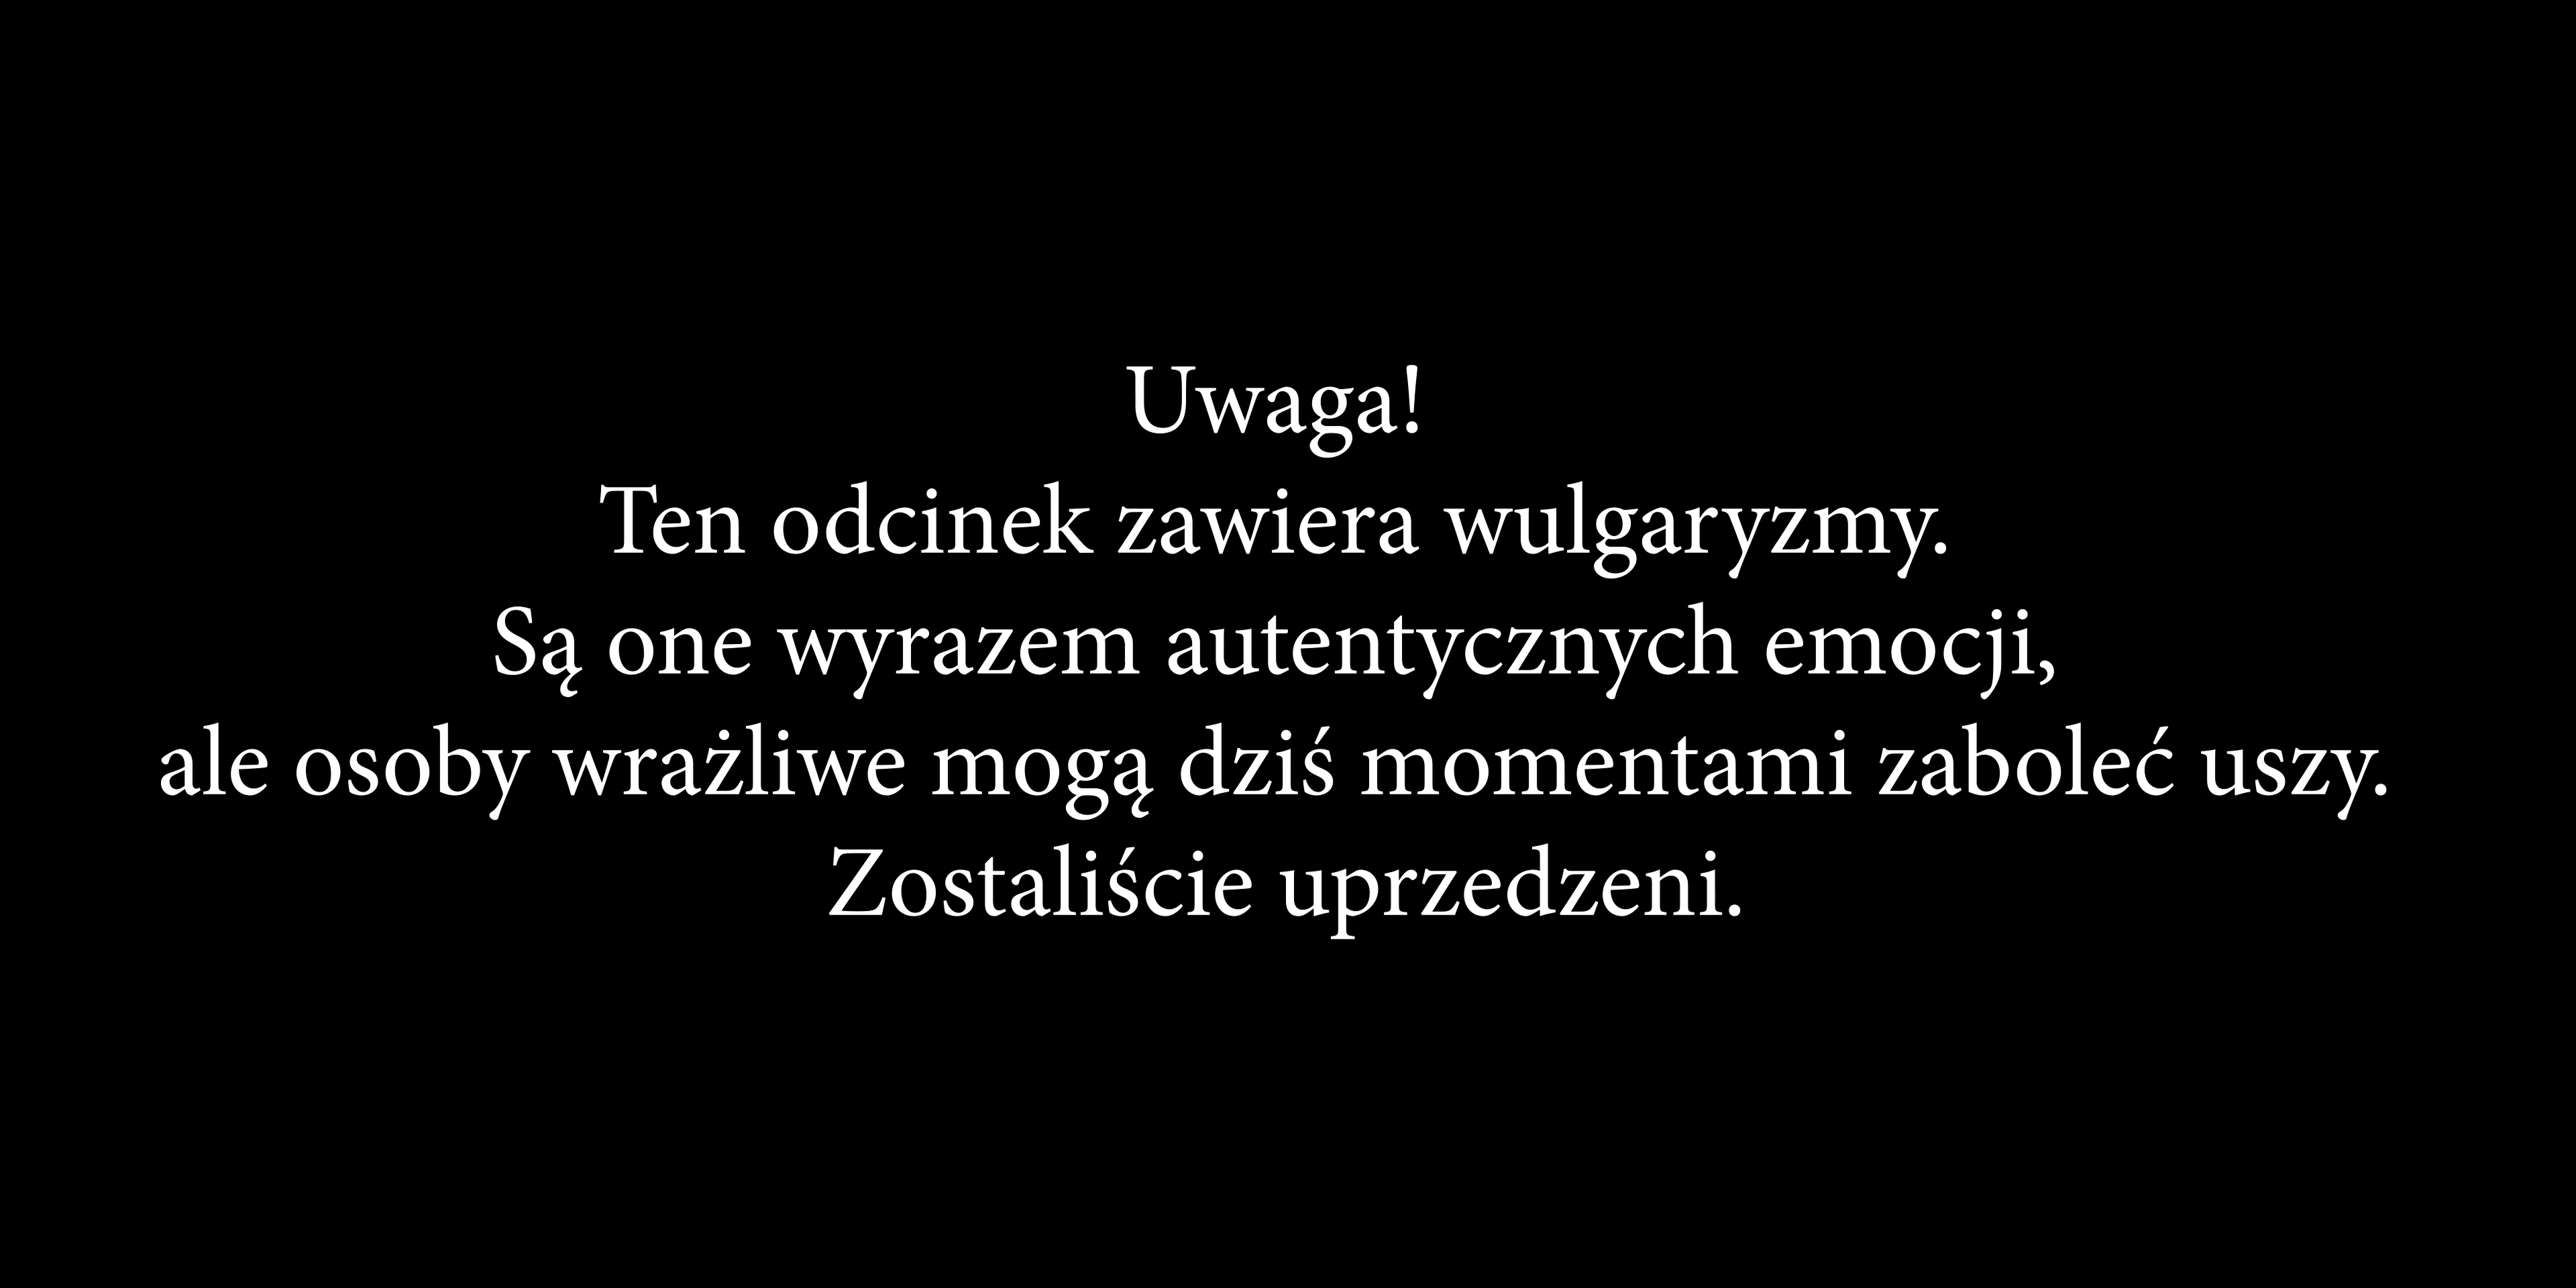 Uwaga!
Ten odcinek zawiera wulgaryzmy.
Są one wyrazem autentycznych emocji,
ale osoby wrażliwe mogą dziś momentami zaboleć uszy.
Zostaliście uprzedzeni.